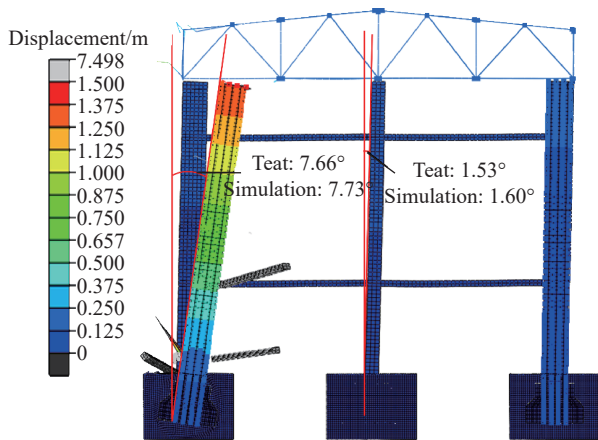 Displacement/m
7.498
1.500
1.375
1.250
1.125
1.000
0.875
0.750
0.657
0.500
0.375
0.250
0.125
0
Teat: 7.66°
Simulation: 7.73°
Teat: 1.53°
Simulation: 1.60°